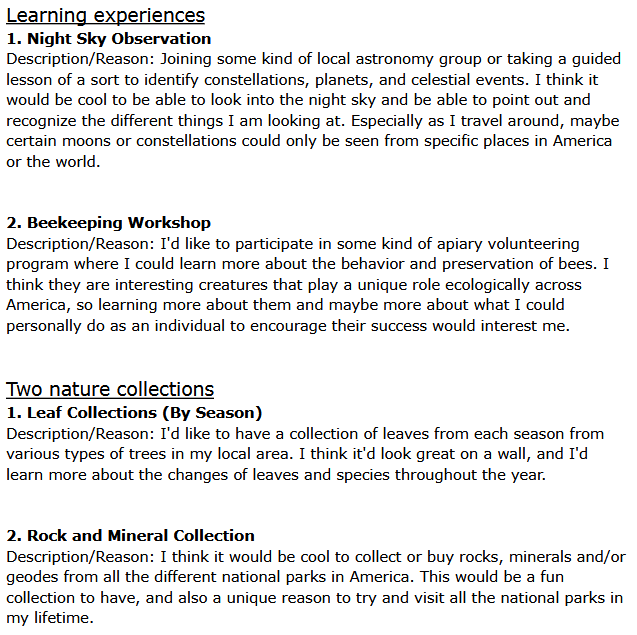 Learning experiences
1. Night Sky Observation
Description/Reason: Joining some kind of local astronomy group or taking a guided
lesson of a sort to identify constellations, planets, and celestial events. I think it
would be cool to be able to look into the night sky and be able to point out and
recognize the different things I am looking at. Especially as I travel around, maybe
certain moons or constellations could only be seen from specific places in America
or the world.
2. Beekeeping Workshop
Description/Reason: I'd like to participate in some kind of apiary volunteering
program where I could learn more about the behavior and preservation of bees. I
think they are interesting creatures that play a unique role ecologically across
America, so learning more about them and maybe more about what I could
personally do as an individual to encourage their success would interest me.
Two nature collections
1. Leaf Collections (By Season)
Description/Reason: I'd like to have a collection of leaves from each season from
various types of trees in my local area. I think it'd look great on a wall, and I'd
learn more about the changes of leaves and species throughout the year.
2. Rock and Mineral Collection
Description/Reason: I think it would be cool to collect or buy rocks, minerals and/or
geodes from all the different national parks in America. This would be a fun
collection to have, and also a unique reason to try and visit all the national parks in
my lifetime.